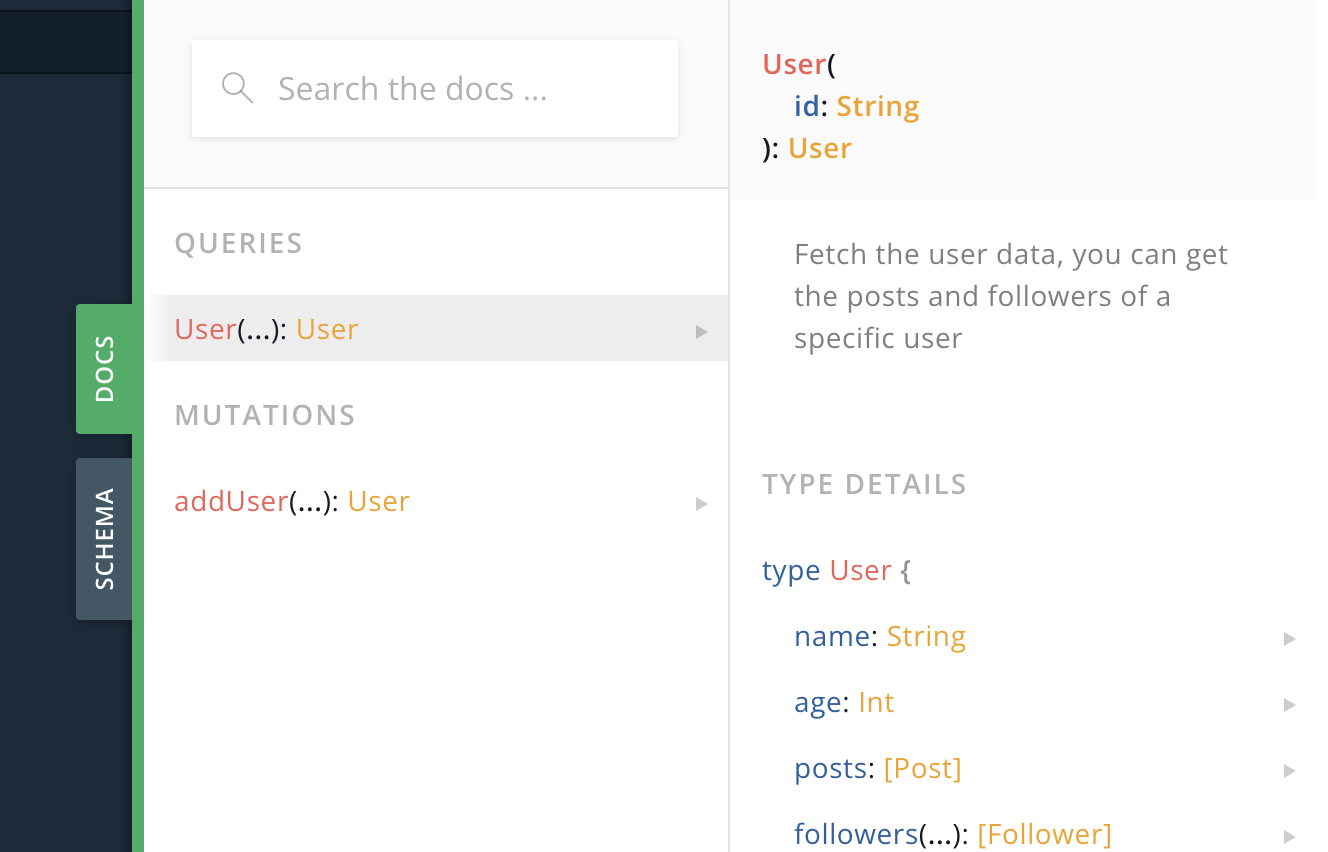 DOCS
SCHEMA
Search the docs ...
QUERIES
User(...): User
MUTATIONS
addUser(...): User
User(
id: String
): User
Fetch the user data, you can get
the posts and followers of a
specific user
TYPE DETAILS
type User {
name: String
age: Int
posts: [Post]
followers(...): [Follower]